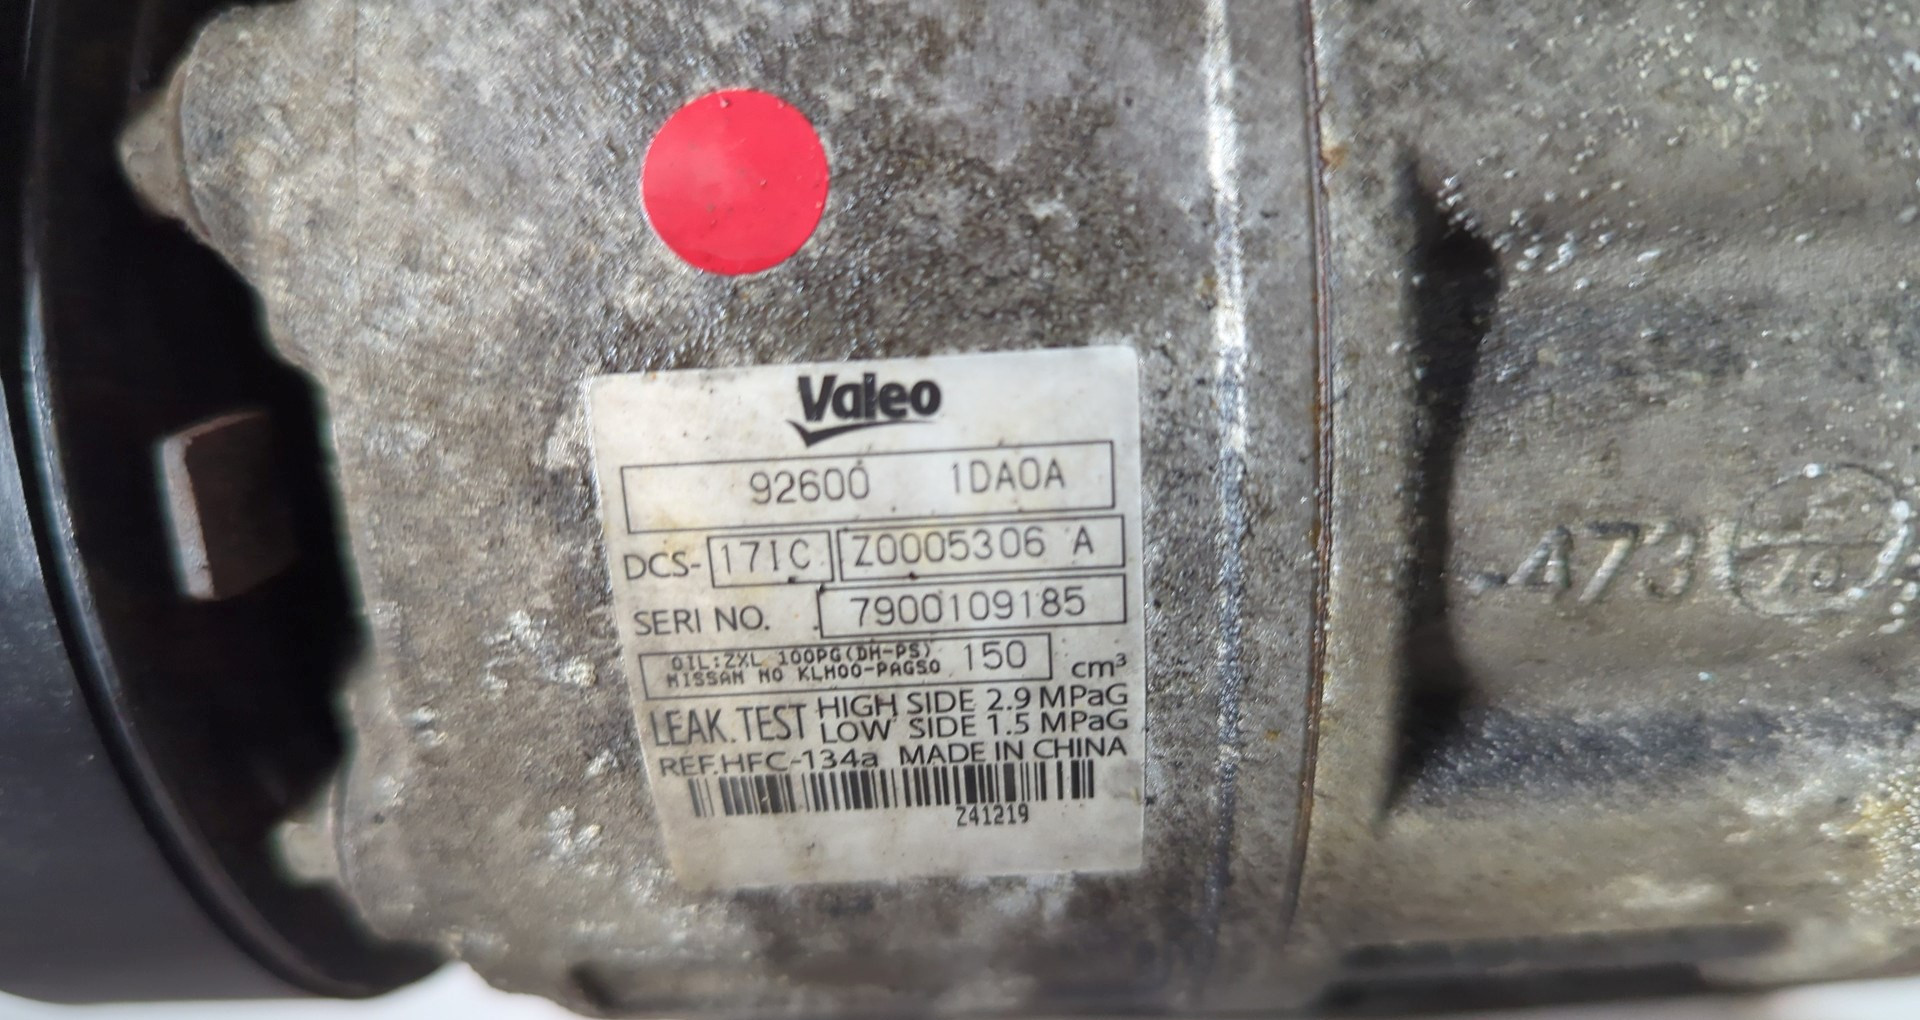 Valeo
92600 1DA0A
DCS- 17IC Z0005306 A
SERI NO. 7900109185
OIL:ZXL 100PG(DH-PS) 150 cm³
NISSAN NO KLH00-PAGS0
LEAK.TEST HIGH SIDE 2.9 MPaG
LOW SIDE 1.5 MPaG
REF.HFC-134a MADE IN CHINA
Z41219
473